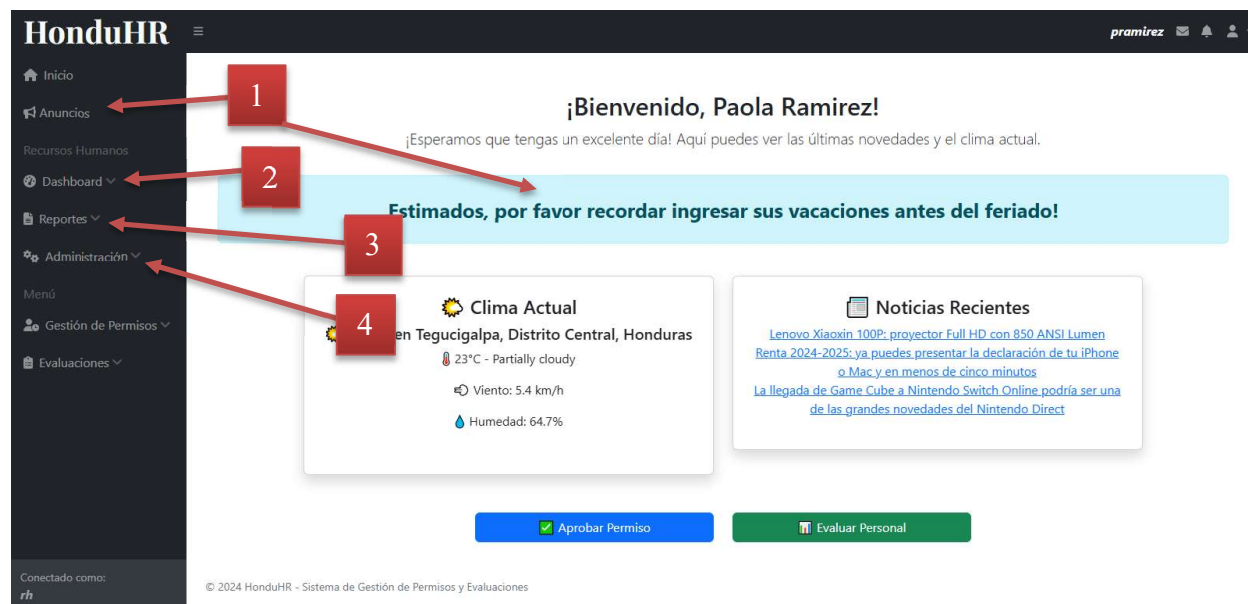 HonduHR
pramirez
Inicio
Anuncios
Recursos Humanos
Dashboard
Reportes
Administración
Menú
Gestión de Permisos
Evaluaciones
Conectado como:
rh
1
2
3
4
¡Bienvenido, Paola Ramirez!
¡Esperamos que tengas un excelente día! Aquí puedes ver las últimas novedades y el clima actual.
Estimados, por favor recordar ingresar sus vacaciones antes del feriado!
Clima Actual
en Tegucigalpa, Distrito Central, Honduras
23°C - Partially cloudy
Viento: 5.4 km/h
Humedad: 64.7%
Noticias Recientes
Lenovo Xiaoxin 100P: proyector Full HD con 850 ANSI Lumen
Renta 2024-2025: ya puedes presentar la declaración de tu iPhone
o Mac y en menos de cinco minutos
La llegada de Game Cube a Nintendo Switch Online podría ser una
de las grandes novedades del Nintendo Direct
Aprobar Permiso
Evaluar Personal
© 2024 HonduHR - Sistema de Gestión de Permisos y Evaluaciones